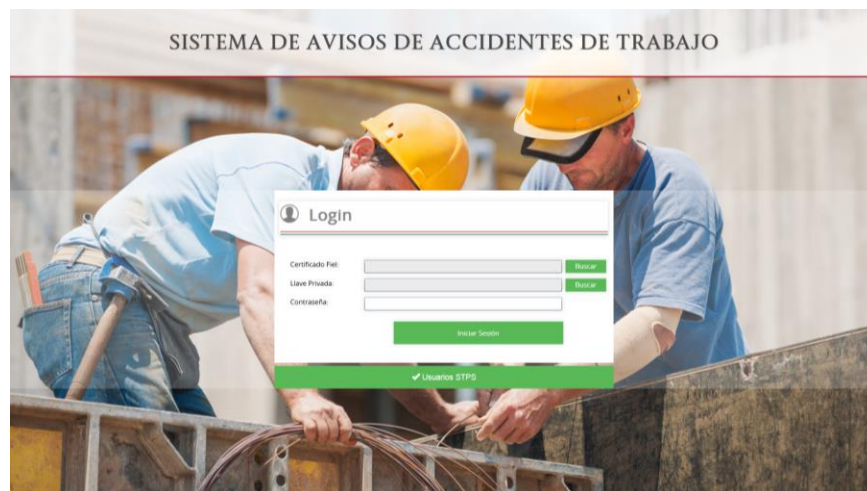 SISTEMA DE AVISOS DE ACCIDENTES DE TRABAJO
Login
Certificado Fiel:
Buscar
Llave Privada:
Buscar
Contraseña:
Iniciar Sesión
✔ Usuarios STPS